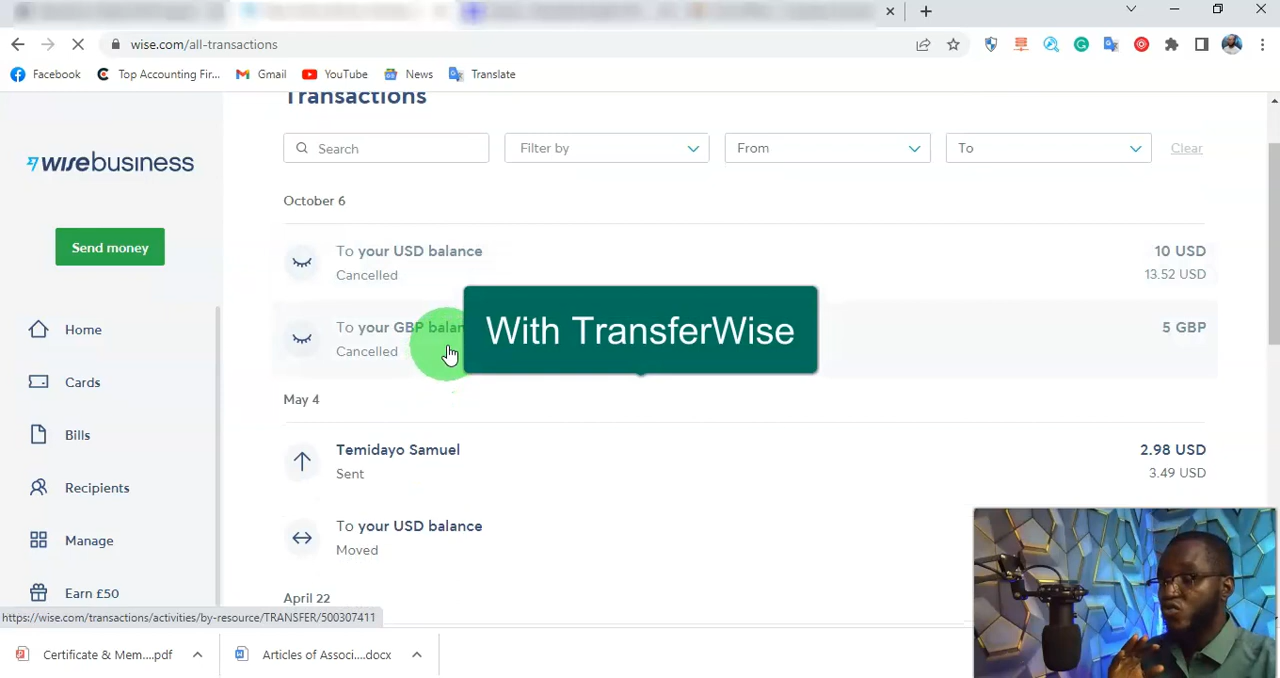 wise.com/all-transactions
Facebook
Top Accounting Fir...
Gmail
YouTube
News
Translate
Transactions
wisebusiness
Search
Filter by
From
To
Clear
Send money
October 6
To your USD balance
10 USD
Cancelled
13.52 USD
To your GBP
5 GBP
Cancelled
With TransferWise
Home
Cards
Bills
Recipients
Manage
Earn £50
May 4
Temidayo Samuel
2.98 USD
Sent
3.49 USD
To your USD balance
Moved
April 22
https://wise.com/transactions/activities/by-resource/TRANSFER/500307411
Certificate & Mem....pdf
Articles of Associ....docx